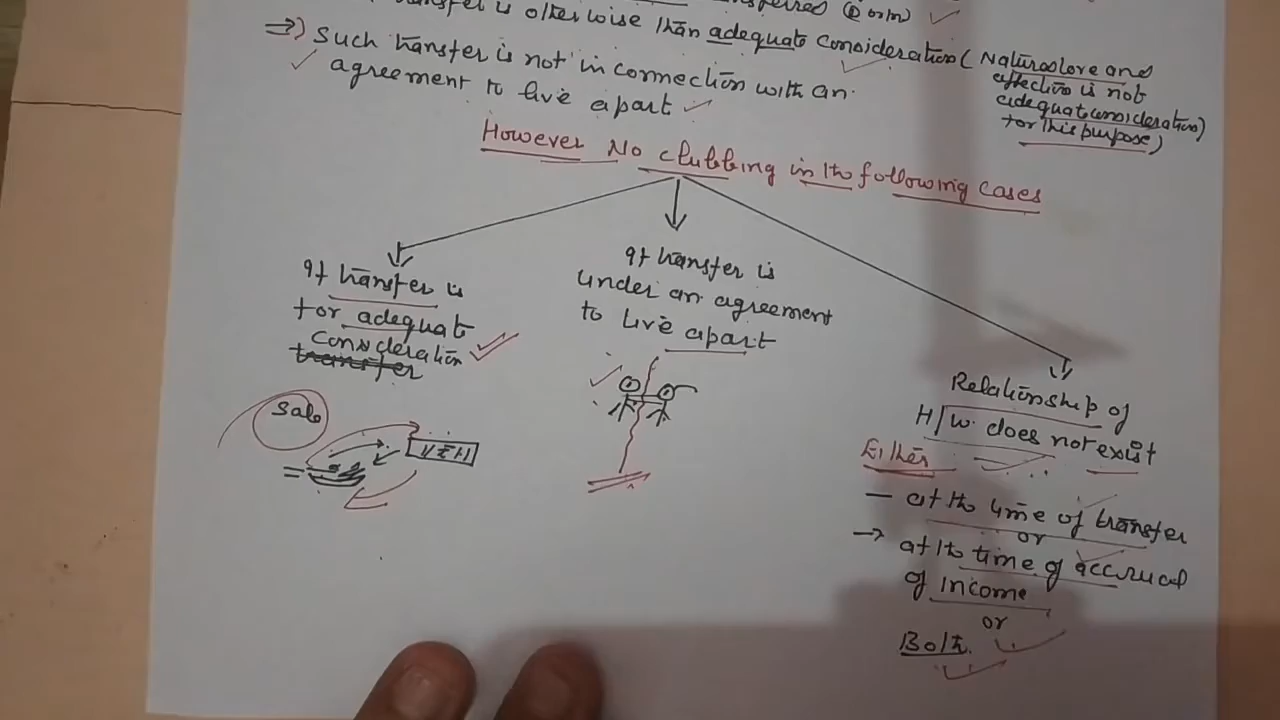 transfer is otherwise than adequate consideration (Natural love and
affection is not
adequate consideration)
for this purpose)
⇒) Such transfer is not in connection with an
agreement to live apart
However No clubbing in the following cases
If transfer is
for adequate
consideration
transfer
Sale
If transfer is
under an agreement
to live apart
Relationship of
H/w. does not exist
Either
— at the time of transfer
or
→ at the time of accrual
of income
or
Both.